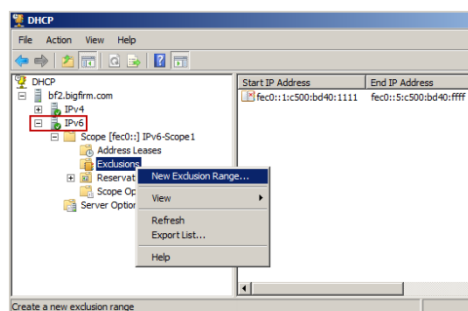 DHCP
File Action View Help
DHCP
bf2.bigfirm.com
IPv4
IPv6
Scope [fec0::] IPv6-Scope1
Address Leases
Exclusions
Reservat
Scope Op
Server Option
New Exclusion Range...
View
Refresh
Export List...
Help
Start IP Address End IP Address
fec0::1:c500:bd40:1111 fec0::5:c500:bd40:ffff
Create a new exclusion range